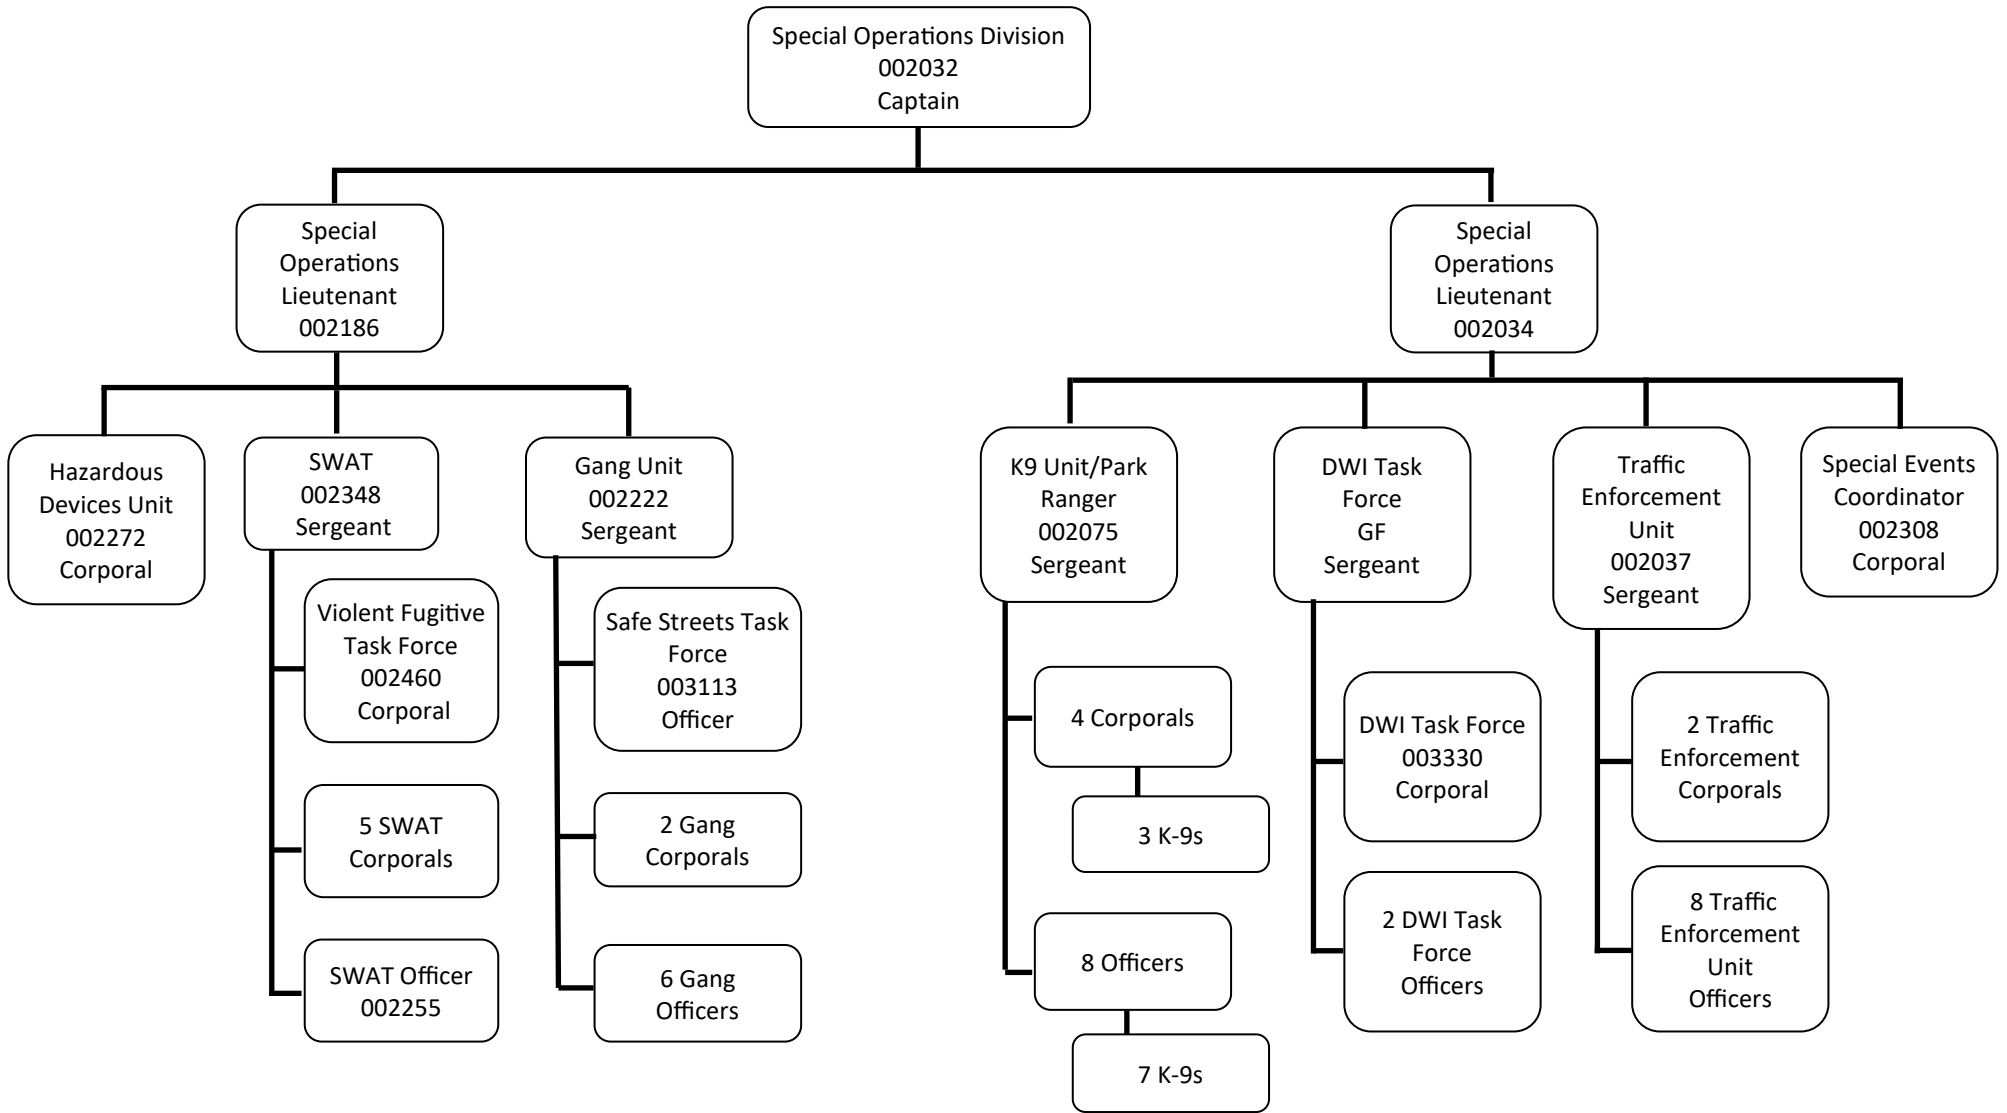 Special Operations Division
002032
Captain
Special
Operations
Lieutenant
002186
Special
Operations
Lieutenant
002034
Hazardous
Devices Unit
002272
Corporal
SWAT
002348
Sergeant
Gang Unit
002222
Sergeant
K9 Unit/Park
Ranger
002075
Sergeant
DWI Task
Force
GF
Sergeant
Traffic
Enforcement
Unit
002037
Sergeant
Special Events
Coordinator
002308
Corporal
Violent Fugitive
Task Force
002460
Corporal
Safe Streets Task
Force
003113
Officer
4 Corporals
DWI Task Force
003330
Corporal
2 Traffic
Enforcement
Corporals
5 SWAT
Corporals
2 Gang
Corporals
3 K-9s
SWAT Officer
002255
6 Gang
Officers
8 Officers
2 DWI Task
Force
Officers
8 Traffic
Enforcement
Unit
Officers
7 K-9s